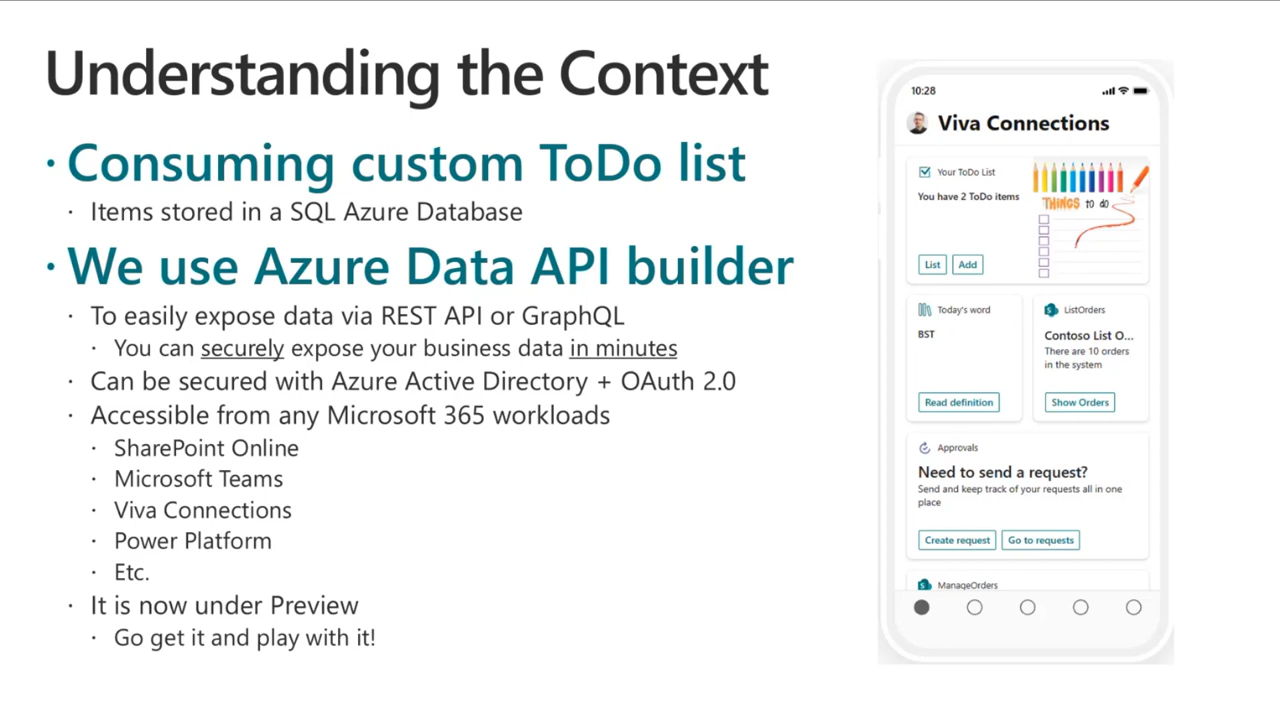 Understanding the Context
· Consuming custom ToDo list
· Items stored in a SQL Azure Database
· We use Azure Data API builder
· To easily expose data via REST API or GraphQL
· You can securely expose your business data in minutes
· Can be secured with Azure Active Directory + OAuth 2.0
· Accessible from any Microsoft 365 workloads
· SharePoint Online
· Microsoft Teams
· Viva Connections
· Power Platform
· Etc.
· It is now under Preview
· Go get it and play with it!
10:28
Viva Connections
Your ToDo List
You have 2 ToDo items
THINGS to do
List Add
Today's word
BST
Read definition
ListOrders
Contoso List O...
There are 10 orders
in the system
Show Orders
Approvals
Need to send a request?
Send and keep track of your requests all in one
place
Create request Go to requests
ManageOrders